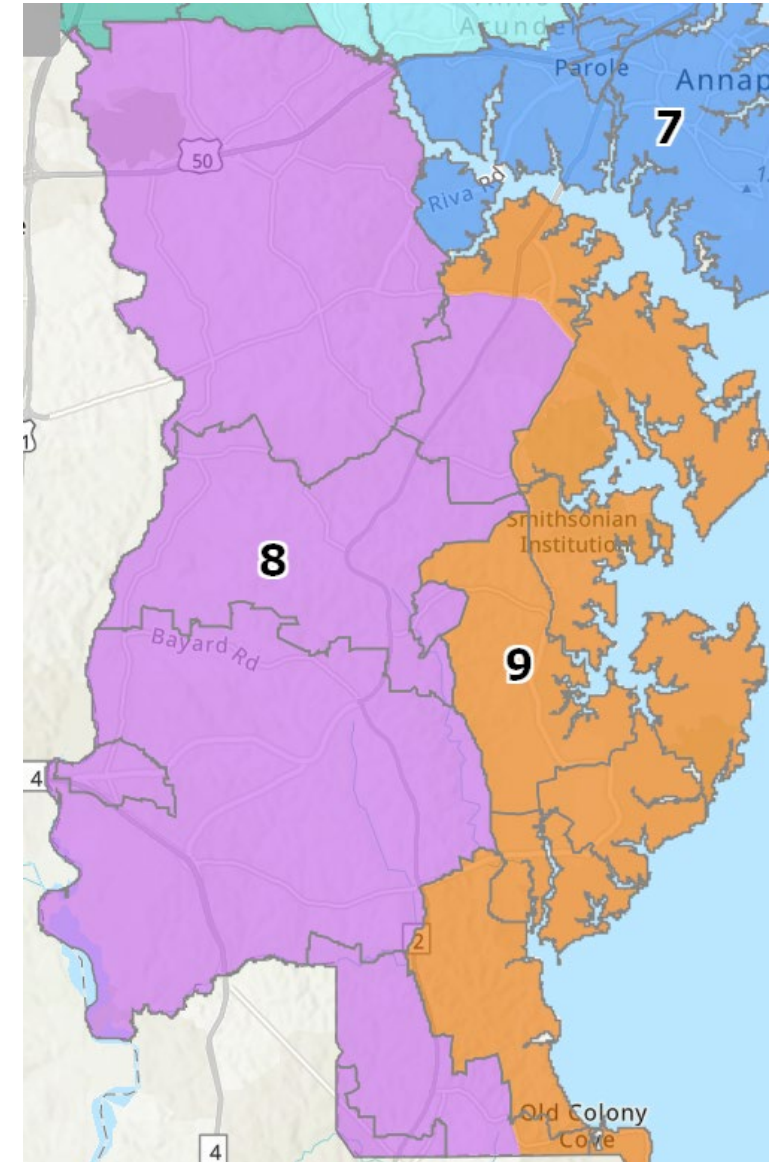 Arundel
Parole
Annap
7
50
Riva Rd
Smithsonian
Institution
8
Bayard Rd
9
4
2
Old Colony
Cove
4